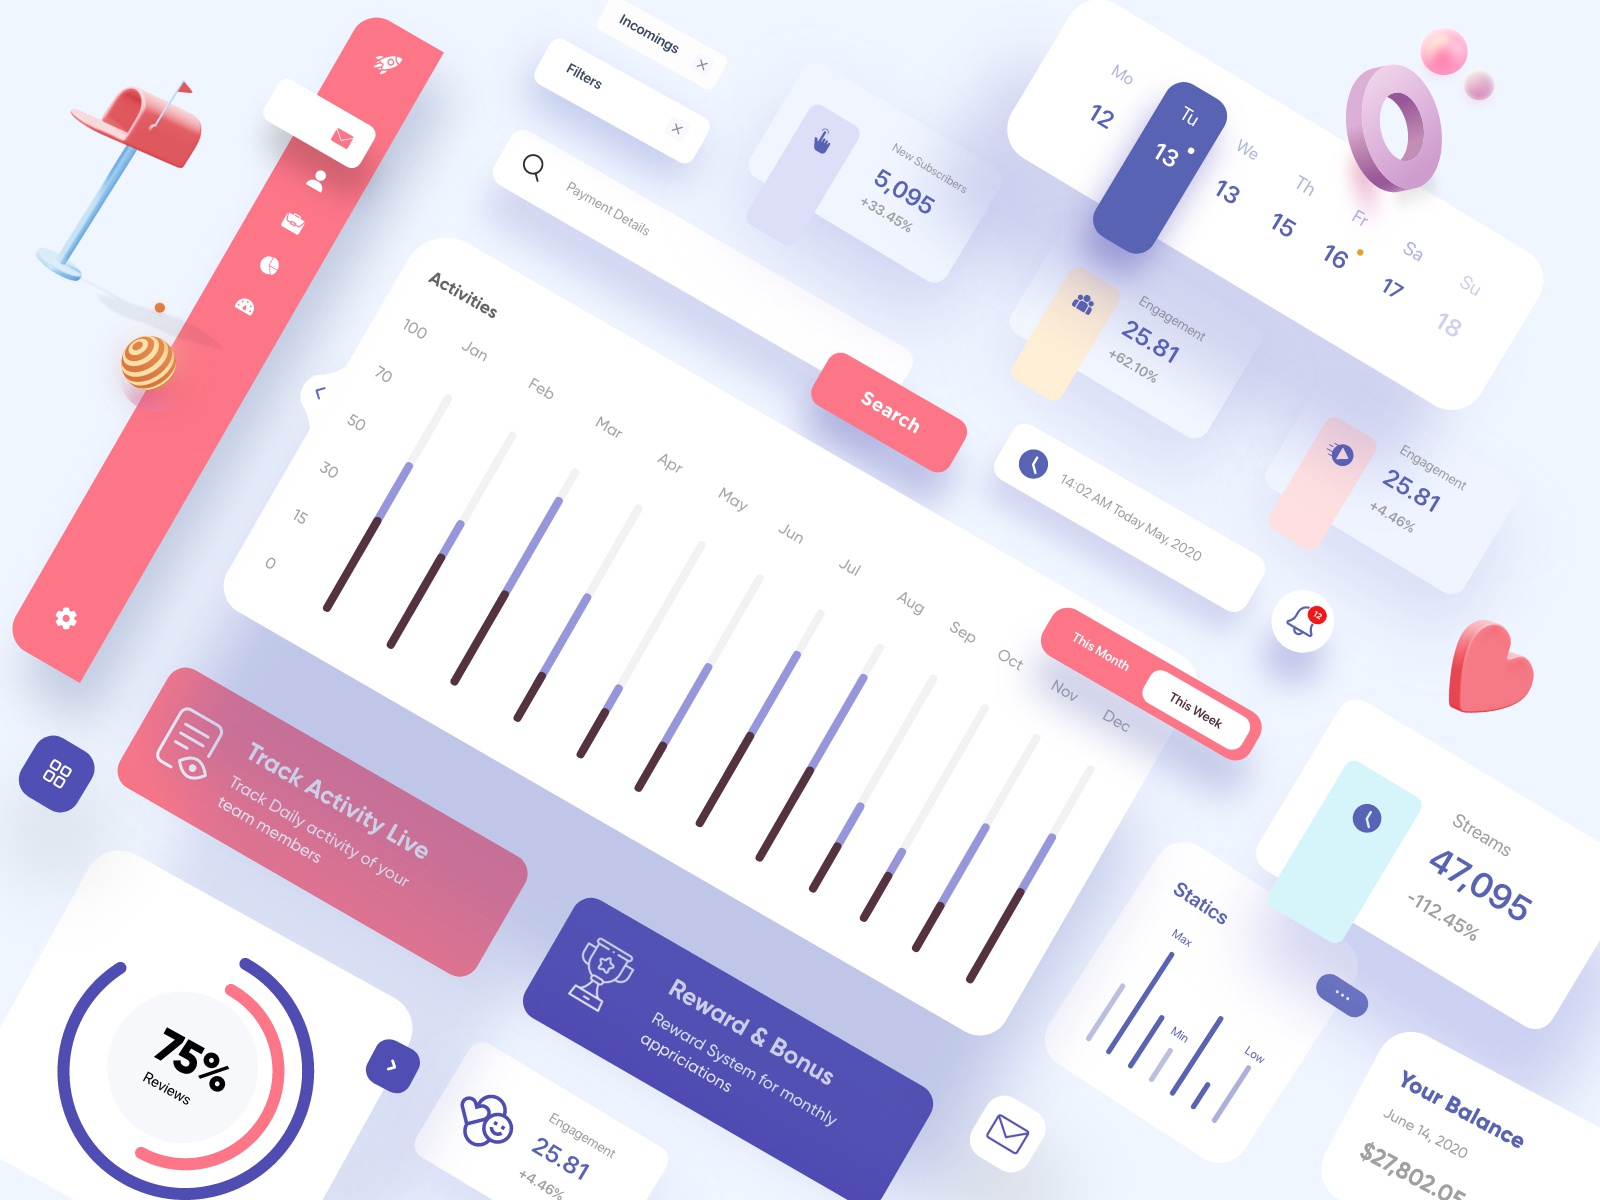 Incomings
Filters
Payment Details
Search
New Subscribers
5,095
+33.45%
Mo
12
Tu
13
We
13
Th
15
Fr
16
Sa
17
Su
18
Engagement
25.81
+62.10%
Engagement
25.81
+4.46%
14:02 AM Today May, 2020
12
Activities
100
70
50
30
15
0
Jan
Feb
Mar
Apr
May
Jun
Jul
Aug
Sep
Oct
Nov
Dec
This Month
This Week
Track Activity Live
Track Daily activity of your
team members
Reward & Bonus
Reward System for monthly
appriciations
75%
Reviews
Engagement
25.81
+4.46%
Statics
Max
Min
Low
Streams
47,095
-112.45%
Your Balance
June 14, 2020
$27,802.05